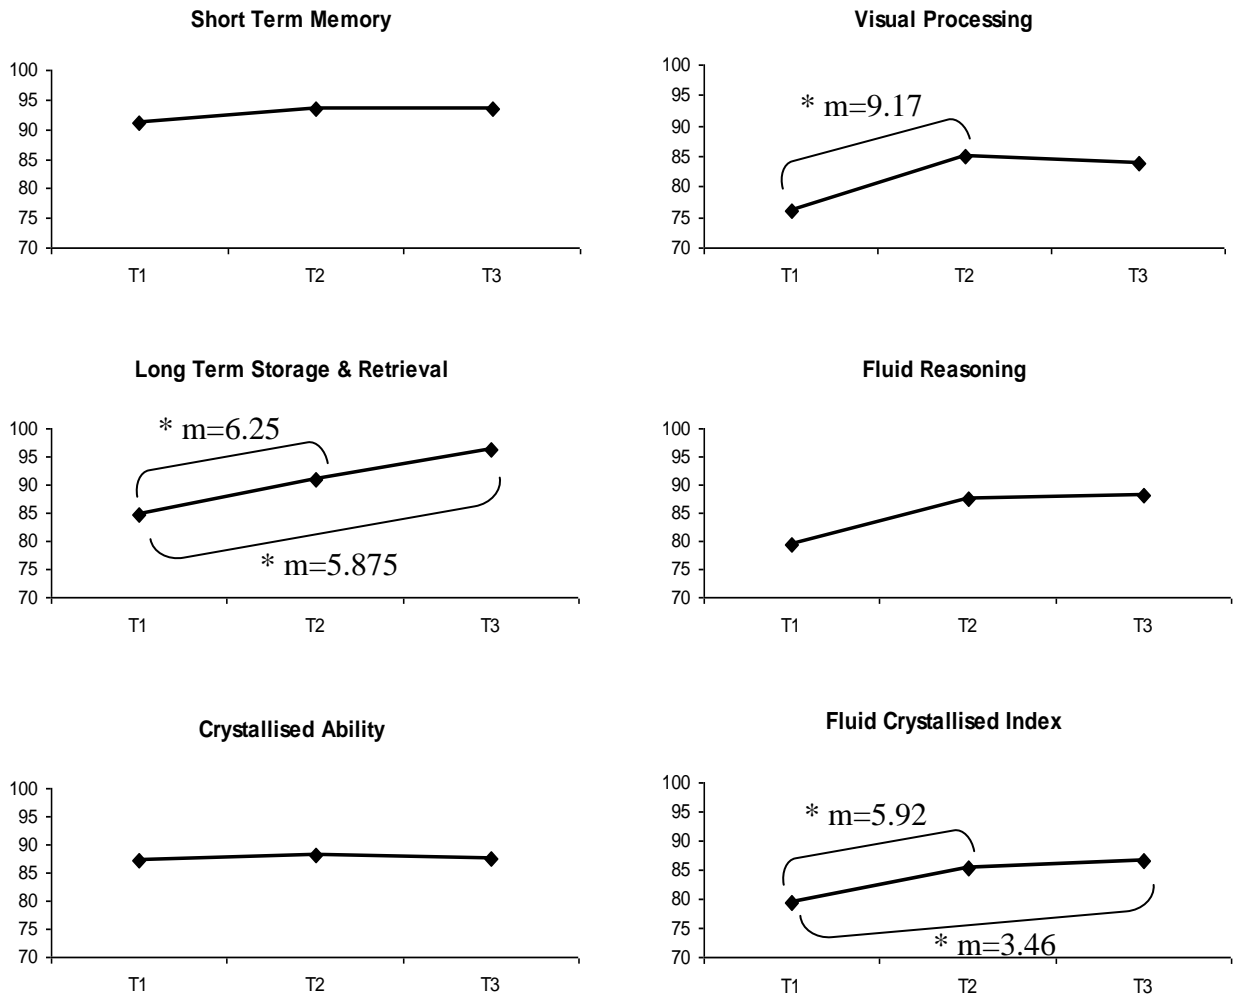 Short Term Memory
100
95
90
85
80
75
70
T1 T2 T3
Visual Processing
* m=9.17
100
95
90
85
80
75
70
T1 T2 T3
Long Term Storage & Retrieval
* m=6.25
100
95
90
85
80
75
70
* m=5.875
T1 T2 T3
Fluid Reasoning
100
95
90
85
80
75
70
T1 T2 T3
Crystallised Ability
100
95
90
85
80
75
70
T1 T2 T3
Fluid Crystallised Index
* m=5.92
100
95
90
85
80
75
70
* m=3.46
T1 T2 T3